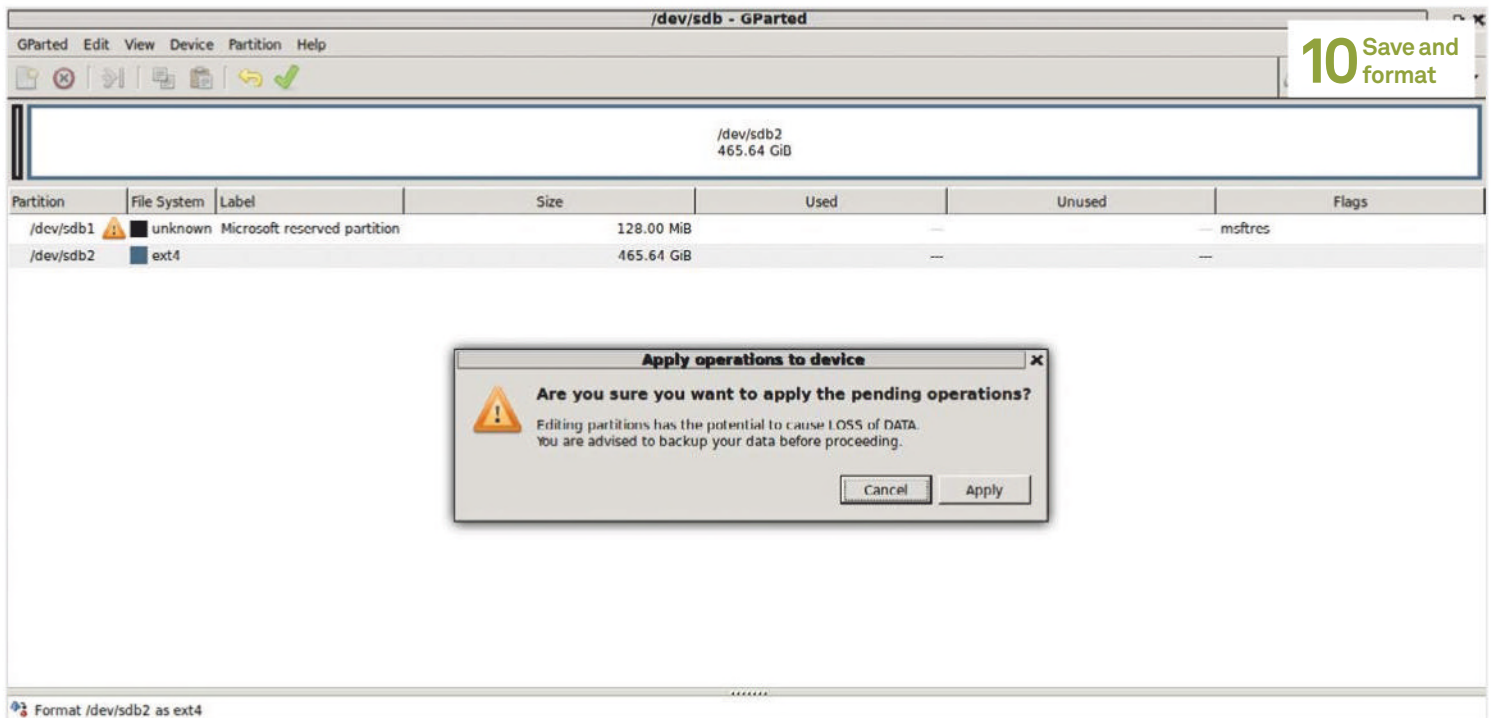 /dev/sdb - GParted
GParted Edit View Device Partition Help
10 Save and
format
/dev/sdb2
465.64 GiB
Partition File System Label Size Used Unused Flags
/dev/sdb1 unknown Microsoft reserved partition 128.00 MiB --- --- msftres
/dev/sdb2 ext4 465.64 GiB --- ---
Apply operations to device
Are you sure you want to apply the pending operations?
Editing partitions has the potential to cause LOSS of DATA.
You are advised to backup your data before proceeding.
Cancel Apply
Format /dev/sdb2 as ext4